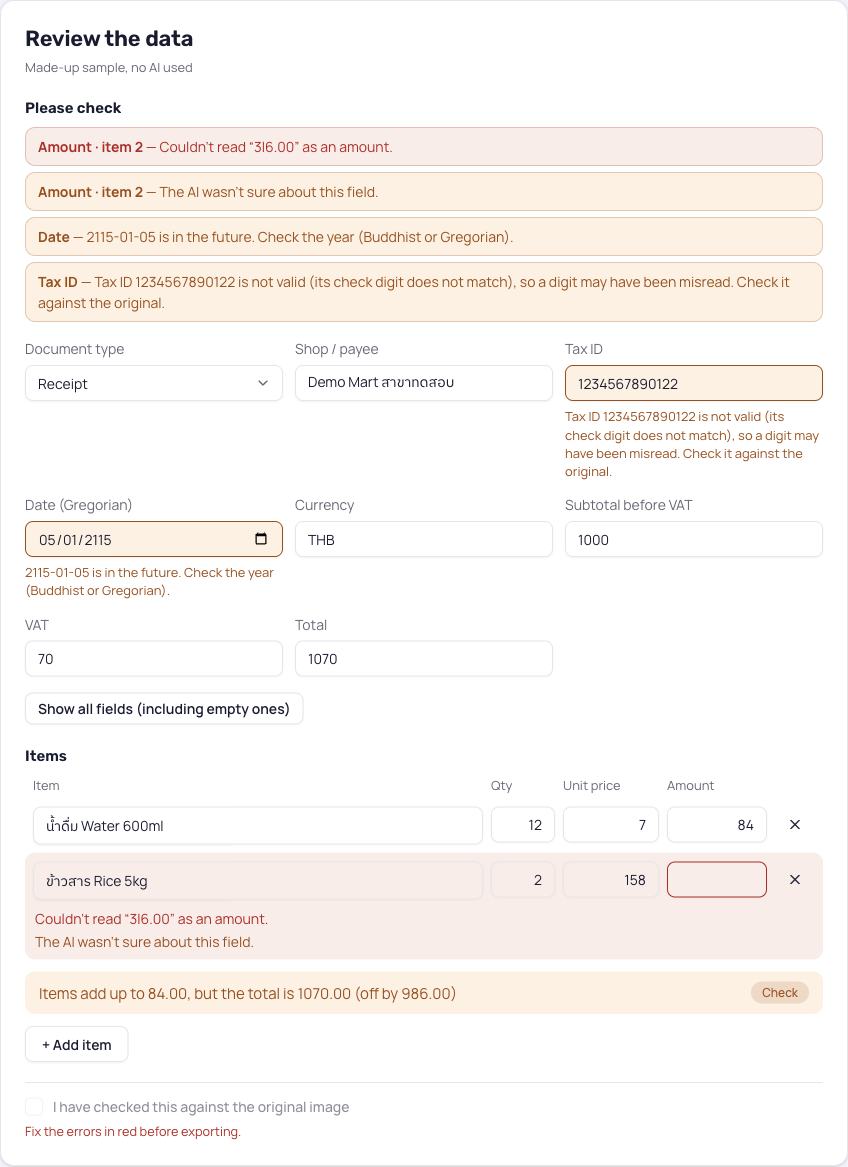 Review the data
Made-up sample, no AI used
Please check
Amount · item 2 — Couldn't read “3l6.00” as an amount.
Amount · item 2 — The AI wasn't sure about this field.
Date — 2115-01-05 is in the future. Check the year (Buddhist or Gregorian).
Tax ID — Tax ID 1234567890122 is not valid (its check digit does not match), so a digit may have been misread. Check it
against the original.
Document type
Shop / payee
Tax ID
Receipt
Demo Mart สาขาทดสอบ
1234567890122
Tax ID 1234567890122 is not valid (its
check digit does not match), so a digit may
have been misread. Check it against the
original.
Date (Gregorian)
Currency
Subtotal before VAT
05/01/2115
THB
1000
2115-01-05 is in the future. Check the year
(Buddhist or Gregorian).
VAT
Total
70
1070
Show all fields (including empty ones)
Items
Item Qty Unit price Amount
น้ำดื่ม Water 600ml 12 7 84 ×
ข้าวสาร Rice 5kg 2 158 ×
Couldn't read “3l6.00” as an amount.
The AI wasn't sure about this field.
Items add up to 84.00, but the total is 1070.00 (off by 986.00) Check
+ Add item
I have checked this against the original image
Fix the errors in red before exporting.